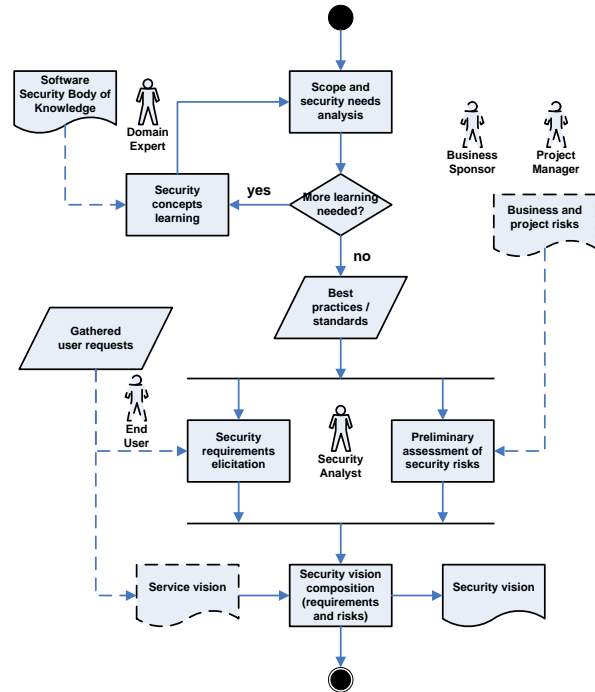 Software
Security Body of
Knowledge
Domain
Expert
Scope and
security needs
analysis
Business
Sponsor
Project
Manager
Security
concepts
learning
yes
More learning
needed?
Business and
project risks
no
Best
practices /
standards
Gathered
user requests
End
User
Security
requirements
elicitation
Security
Analyst
Preliminary
assessment of
security risks
Service vision
Security vision
composition
(requirements
and risks)
Security vision